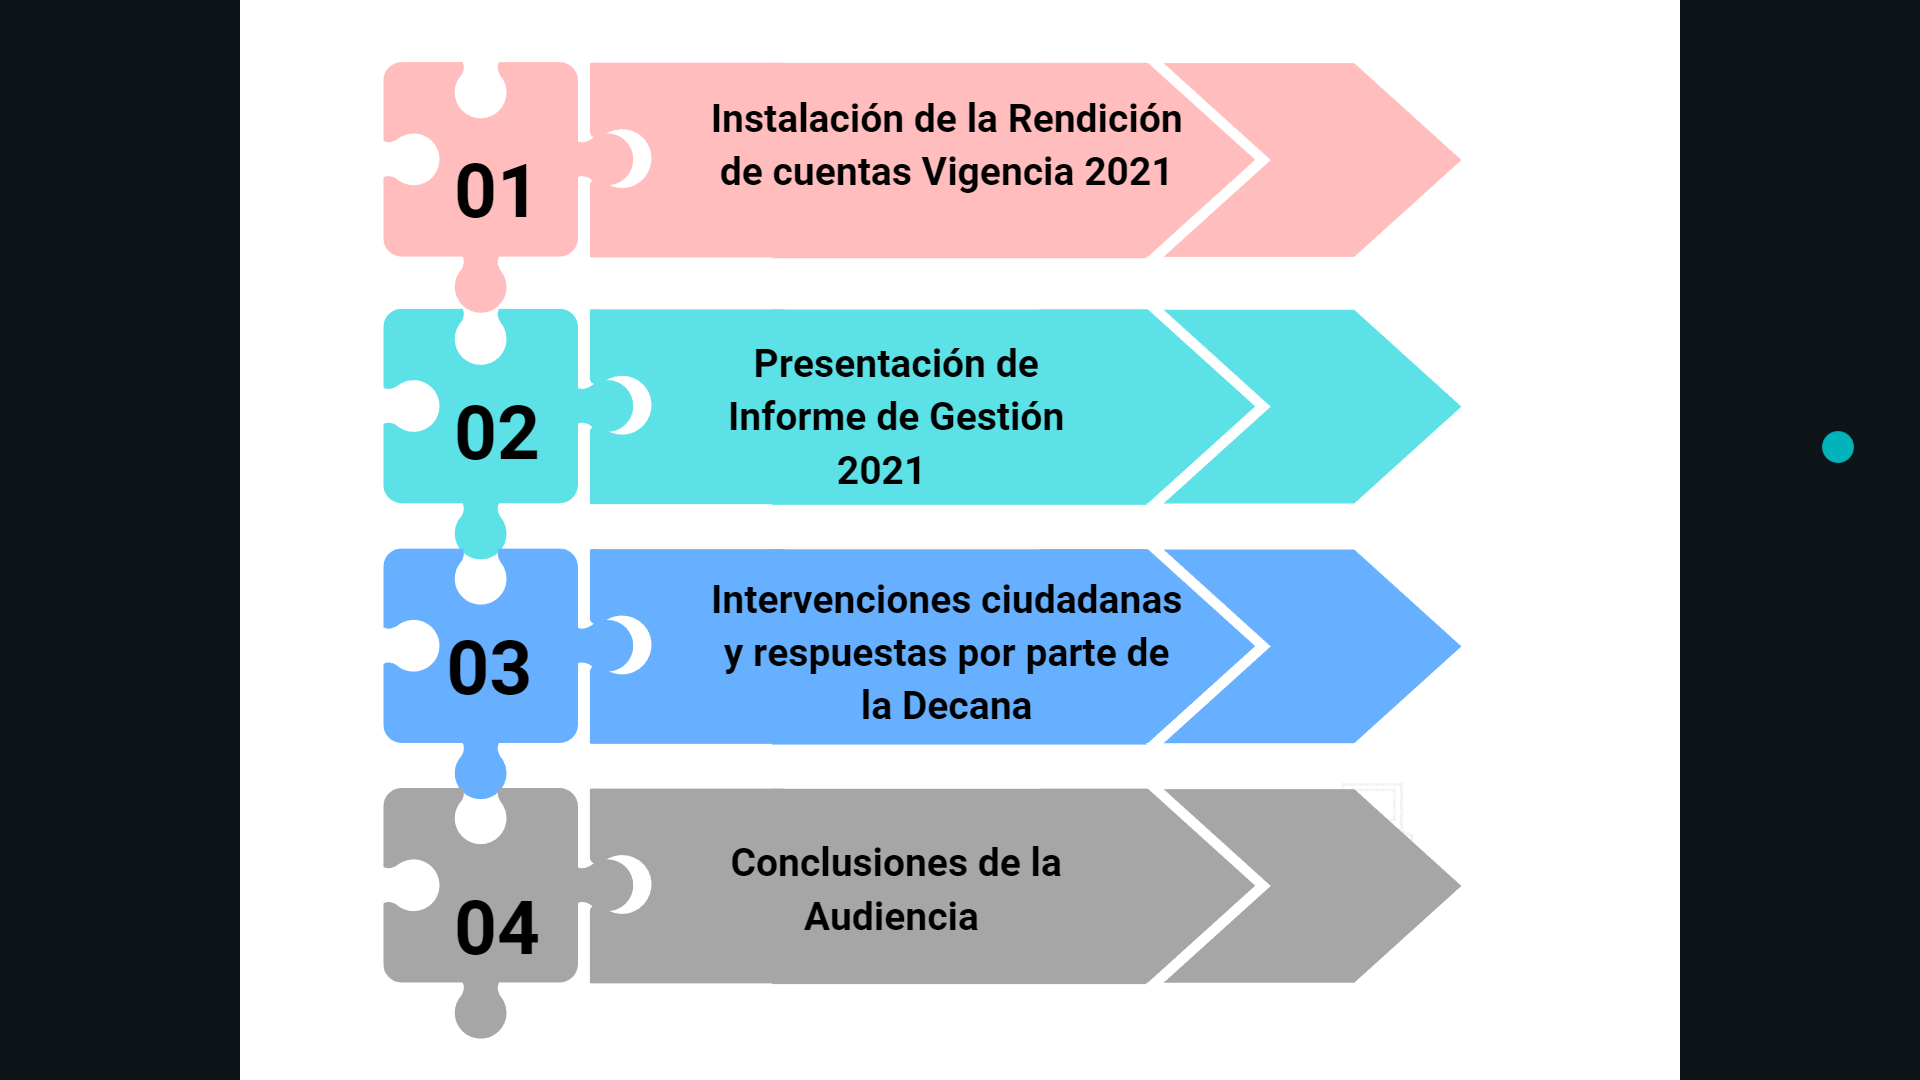 01
Instalación de la Rendición
de cuentas Vigencia 2021
02
Presentación de
Informe de Gestión
2021
03
Intervenciones ciudadanas
y respuestas por parte de
la Decana
04
Conclusiones de la
Audiencia